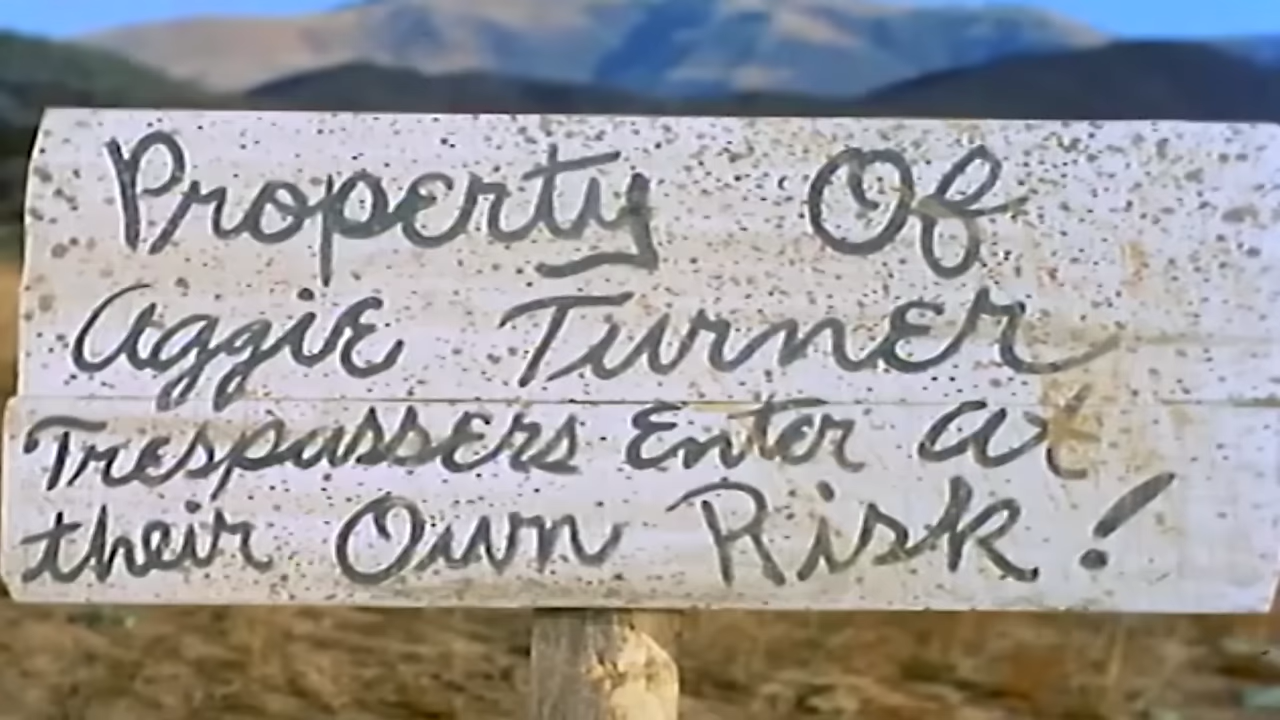 Property Of
Aggie Turner
Trespassers Enter at
their Own Risk!